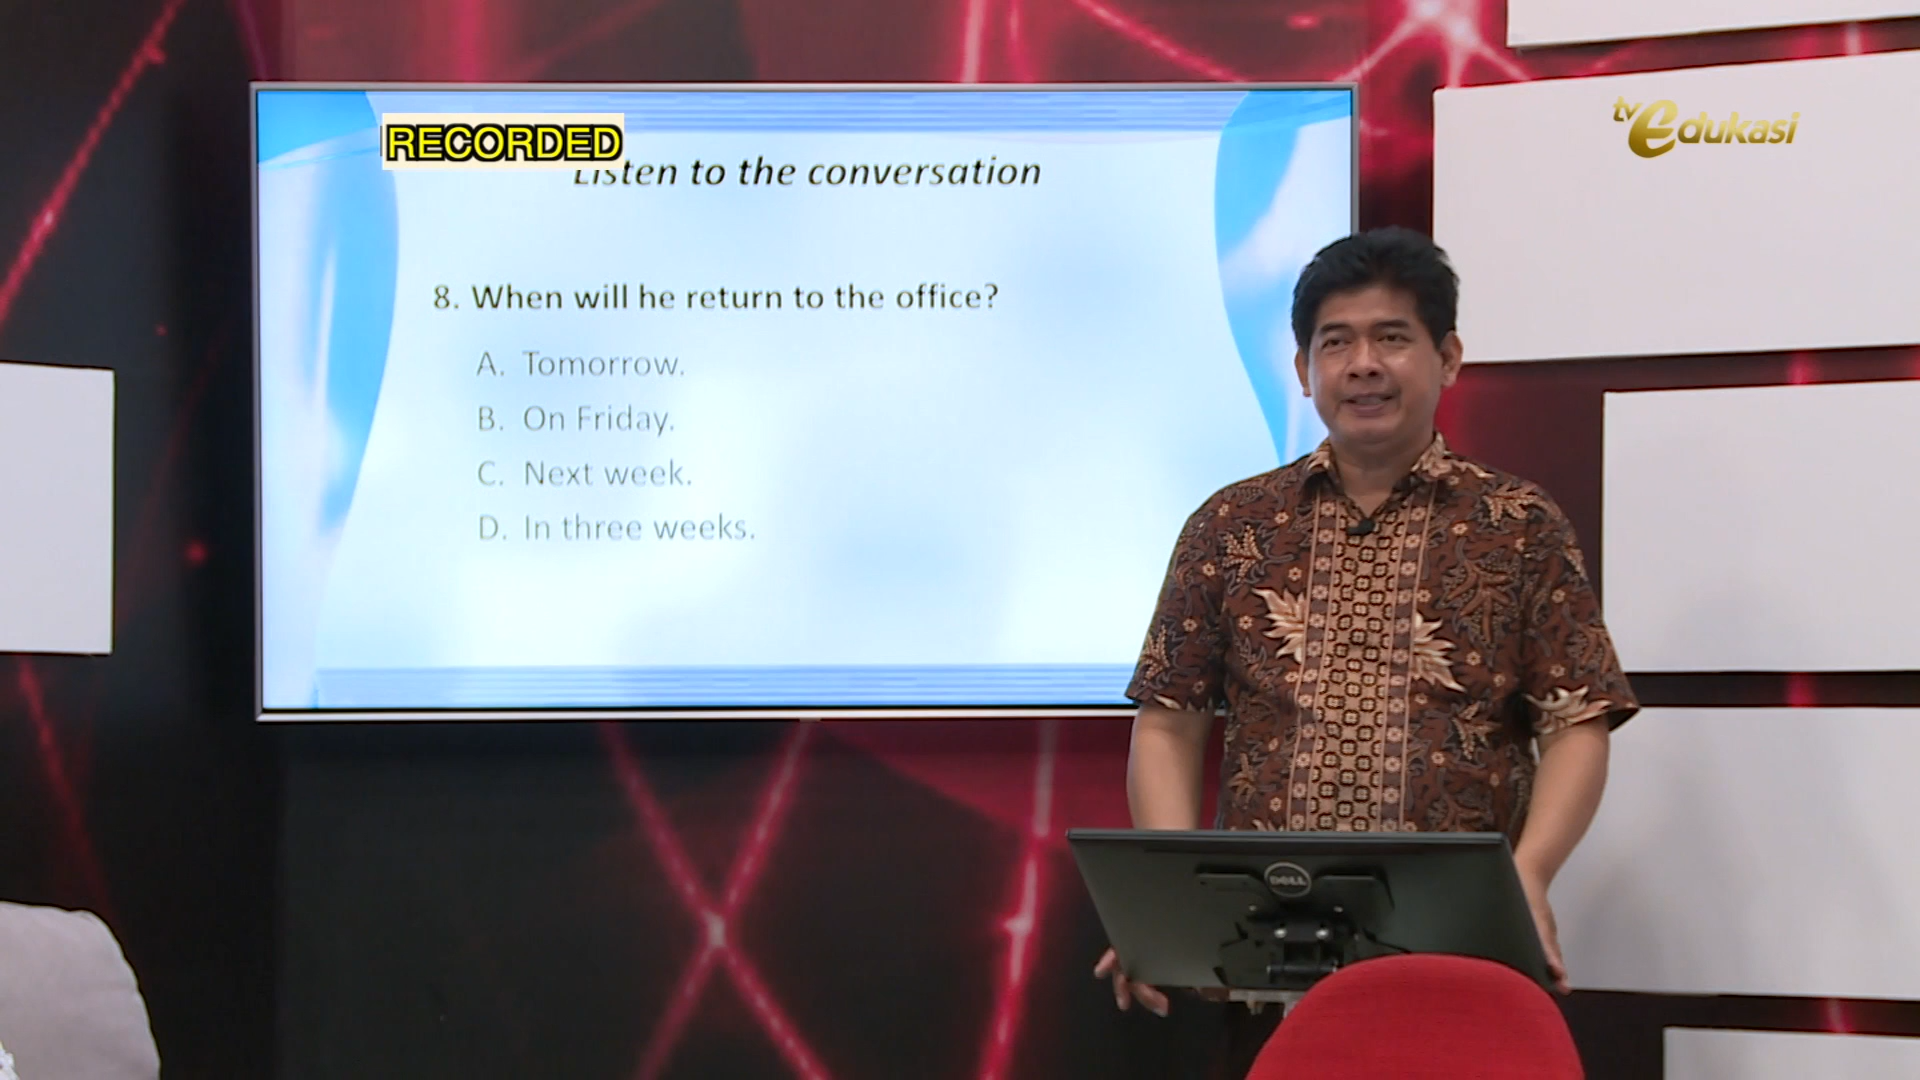 RECORDED
tv edukasi
Listen to the conversation
8. When will he return to the office?
A. Tomorrow.
B. On Friday.
C. Next week.
D. In three weeks.
DELL